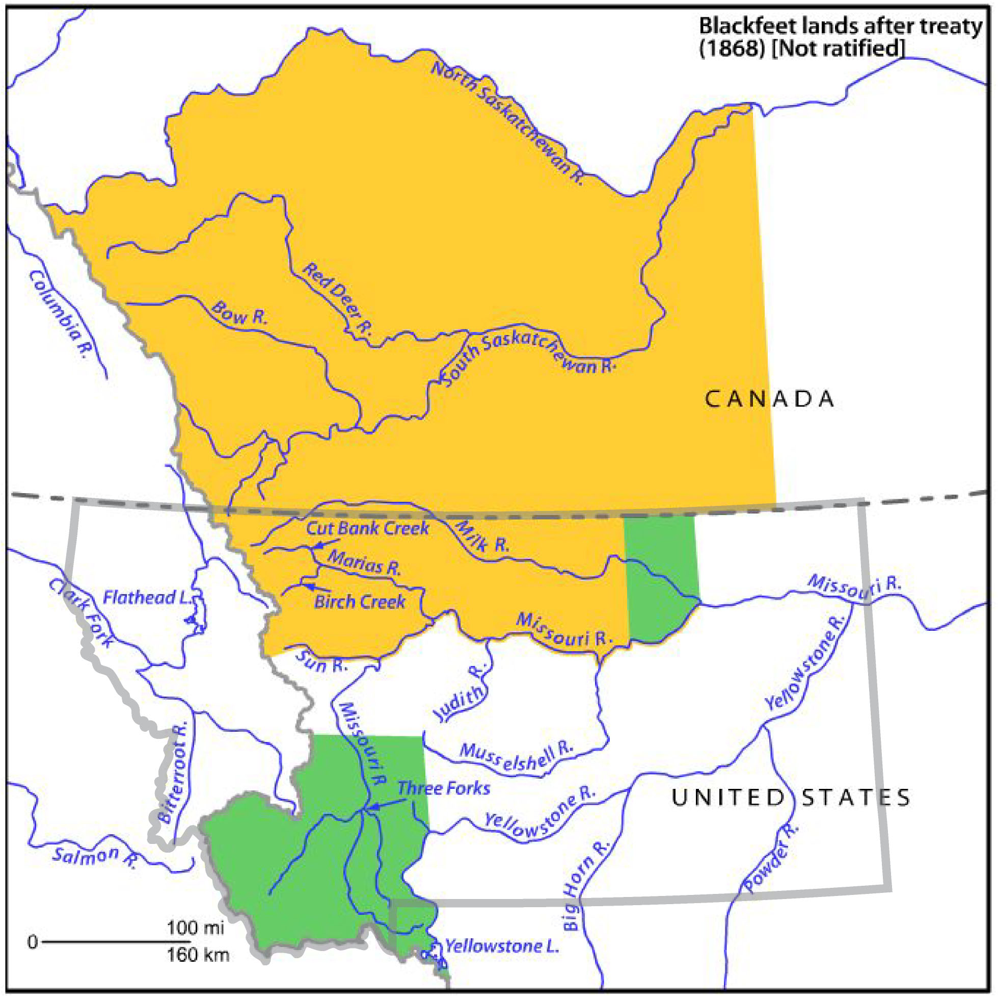 Blackfeet lands after treaty
(1868) [Not ratified]
North Saskatchewan R.
Red Deer R.
Columbia R.
Bow R.
South Saskatchewan R.
CANADA
Cut Bank Creek
Milk R.
Marias R.
Clark Fork
Flathead L.
Birch Creek
Missouri R.
Missouri R.
Sun R.
Judith R.
Yellowstone R.
Missouri R
Musselshell R.
Bitterroot R.
Three Forks
UNITED STATES
Yellowstone R.
Salmon R.
Big Horn R.
Powder R.
100 mi
0
160 km
Yellowstone L.